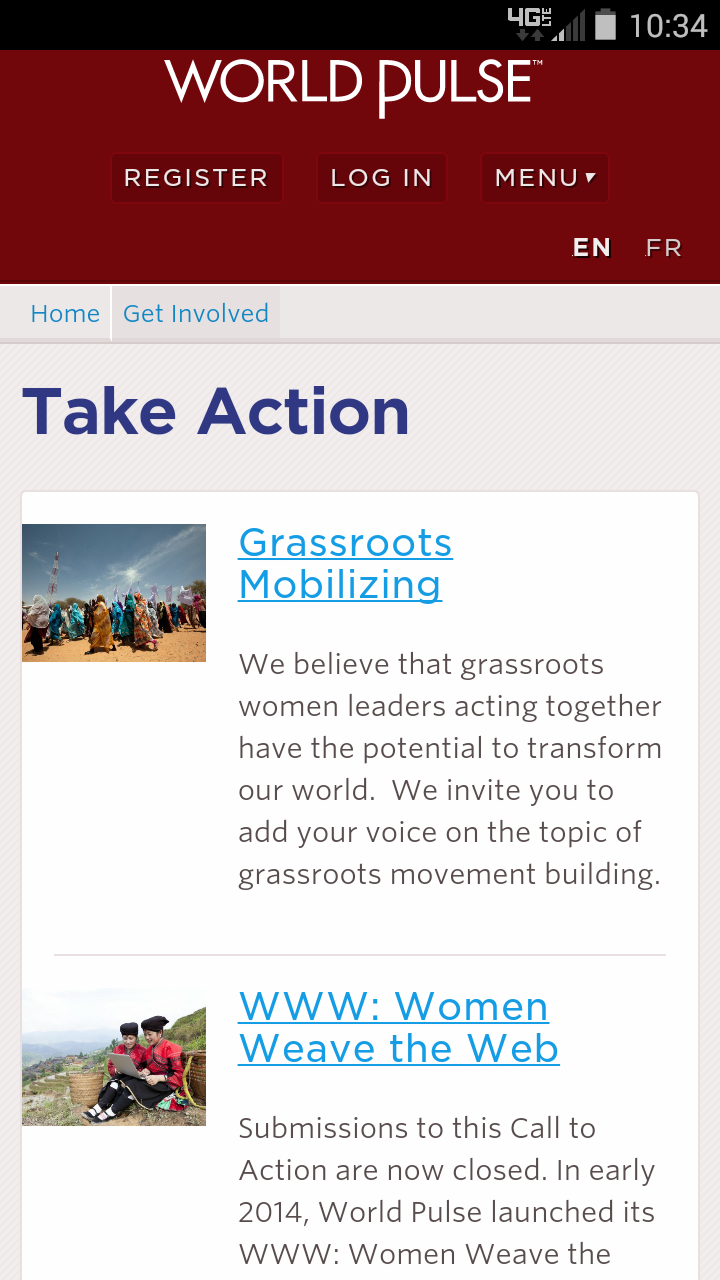 4G LTE 10:34
WORLD PULSE™
REGISTER LOG IN MENU▾
EN FR
Home Get Involved
Take Action
Grassroots
Mobilizing
We believe that grassroots
women leaders acting together
have the potential to transform
our world.  We invite you to
add your voice on the topic of
grassroots movement building.
WWW: Women
Weave the Web
Submissions to this Call to
Action are now closed. In early
2014, World Pulse launched its
WWW: Women Weave the